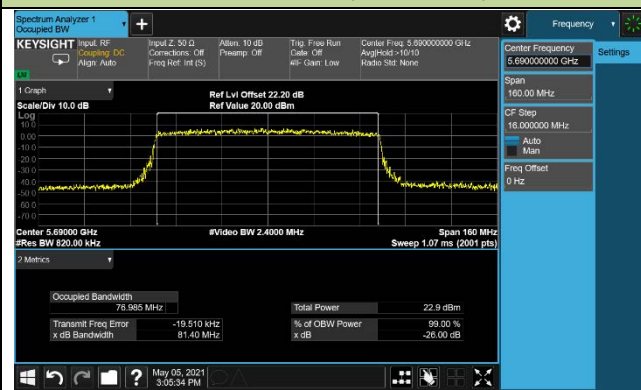 Spectrum Analyzer 1
Occupied BW
Frequency
KEYSIGHT
Input: RF
Coupling: DC
Align: Auto
Input Z: 50 Ω
Corrections: Off
Freq Ref: Int (S)
Atten: 10 dB
Preamp: Off
Trig: Free Run
Gate: Off
#IF Gain: Low
Center Freq: 5.690000000 GHz
Avg|Hold:>10/10
Radio Std: None
LNI
Center Frequency
5.690000000 GHz
Settings
Span
160.00 MHz
CF Step
16.000000 MHz
Auto
Man
Freq Offset
0 Hz
1 Graph
Scale/Div 10.0 dB
Ref Lvl Offset 22.20 dB
Ref Value 20.00 dBm
Log
10.0
0.00
-10.0
-20.0
-30.0
-40.0
-50.0
-60.0
-70.0
Center 5.69000 GHz
#Res BW 820.00 kHz
#Video BW 2.4000 MHz
Span 160 MHz
Sweep 1.07 ms (2001 pts)
2 Metrics
Occupied Bandwidth
76.985 MHz
Total Power
22.9 dBm
Transmit Freq Error
-19.510 kHz
% of OBW Power
99.00 %
x dB Bandwidth
81.40 MHz
x dB
-26.00 dB
?
May 05, 2021
3:05:34 PM